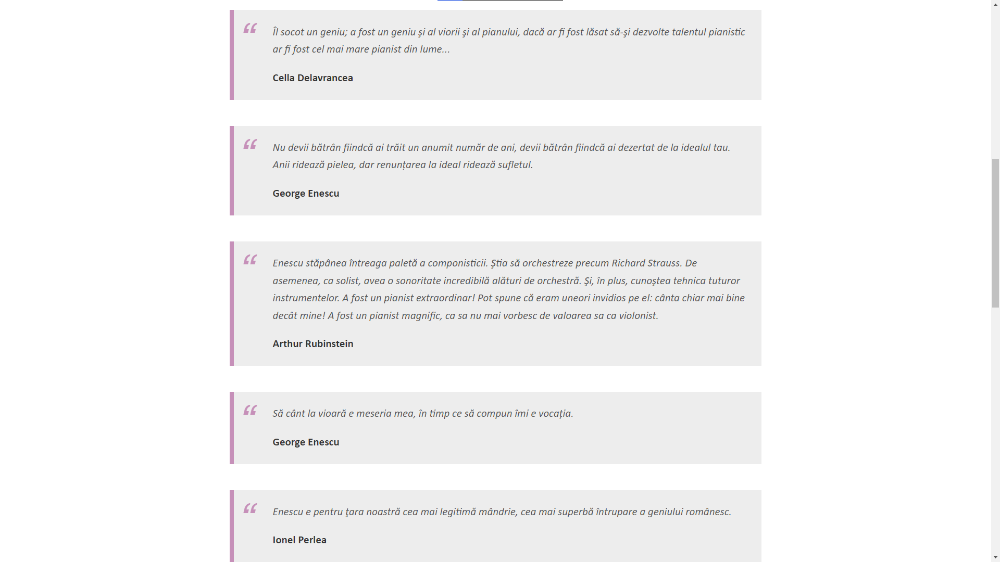 Îl socot un geniu; a fost un geniu şi al viorii şi al pianului, dacă ar fi fost lăsat să-şi dezvolte talentul pianistic
ar fi fost cel mai mare pianist din lume...
Cella Delavrancea
Nu devii bătrân fiindcă ai trăit un anumit număr de ani, devii bătrân fiindcă ai dezertat de la idealul tau.
Anii ridează pielea, dar renunțarea la ideal ridează sufletul.
George Enescu
Enescu stăpânea întreaga paletă a componisticii. Ştia să orchestreze precum Richard Strauss. De
asemenea, ca solist, avea o sonoritate incredibilă alături de orchestră. Şi, în plus, cunoştea tehnica tuturor
instrumentelor. A fost un pianist extraordinar! Pot spune că eram uneori invidios pe el: cânta chiar mai bine
decât mine! A fost un pianist magnific, ca sa nu mai vorbesc de valoarea sa ca violonist.
Arthur Rubinstein
Să cânt la vioară e meseria mea, în timp ce să compun îmi e vocația.
George Enescu
Enescu e pentru ţara noastră cea mai legitimă mândrie, cea mai superbă întrupare a geniului românesc.
Ionel Perlea